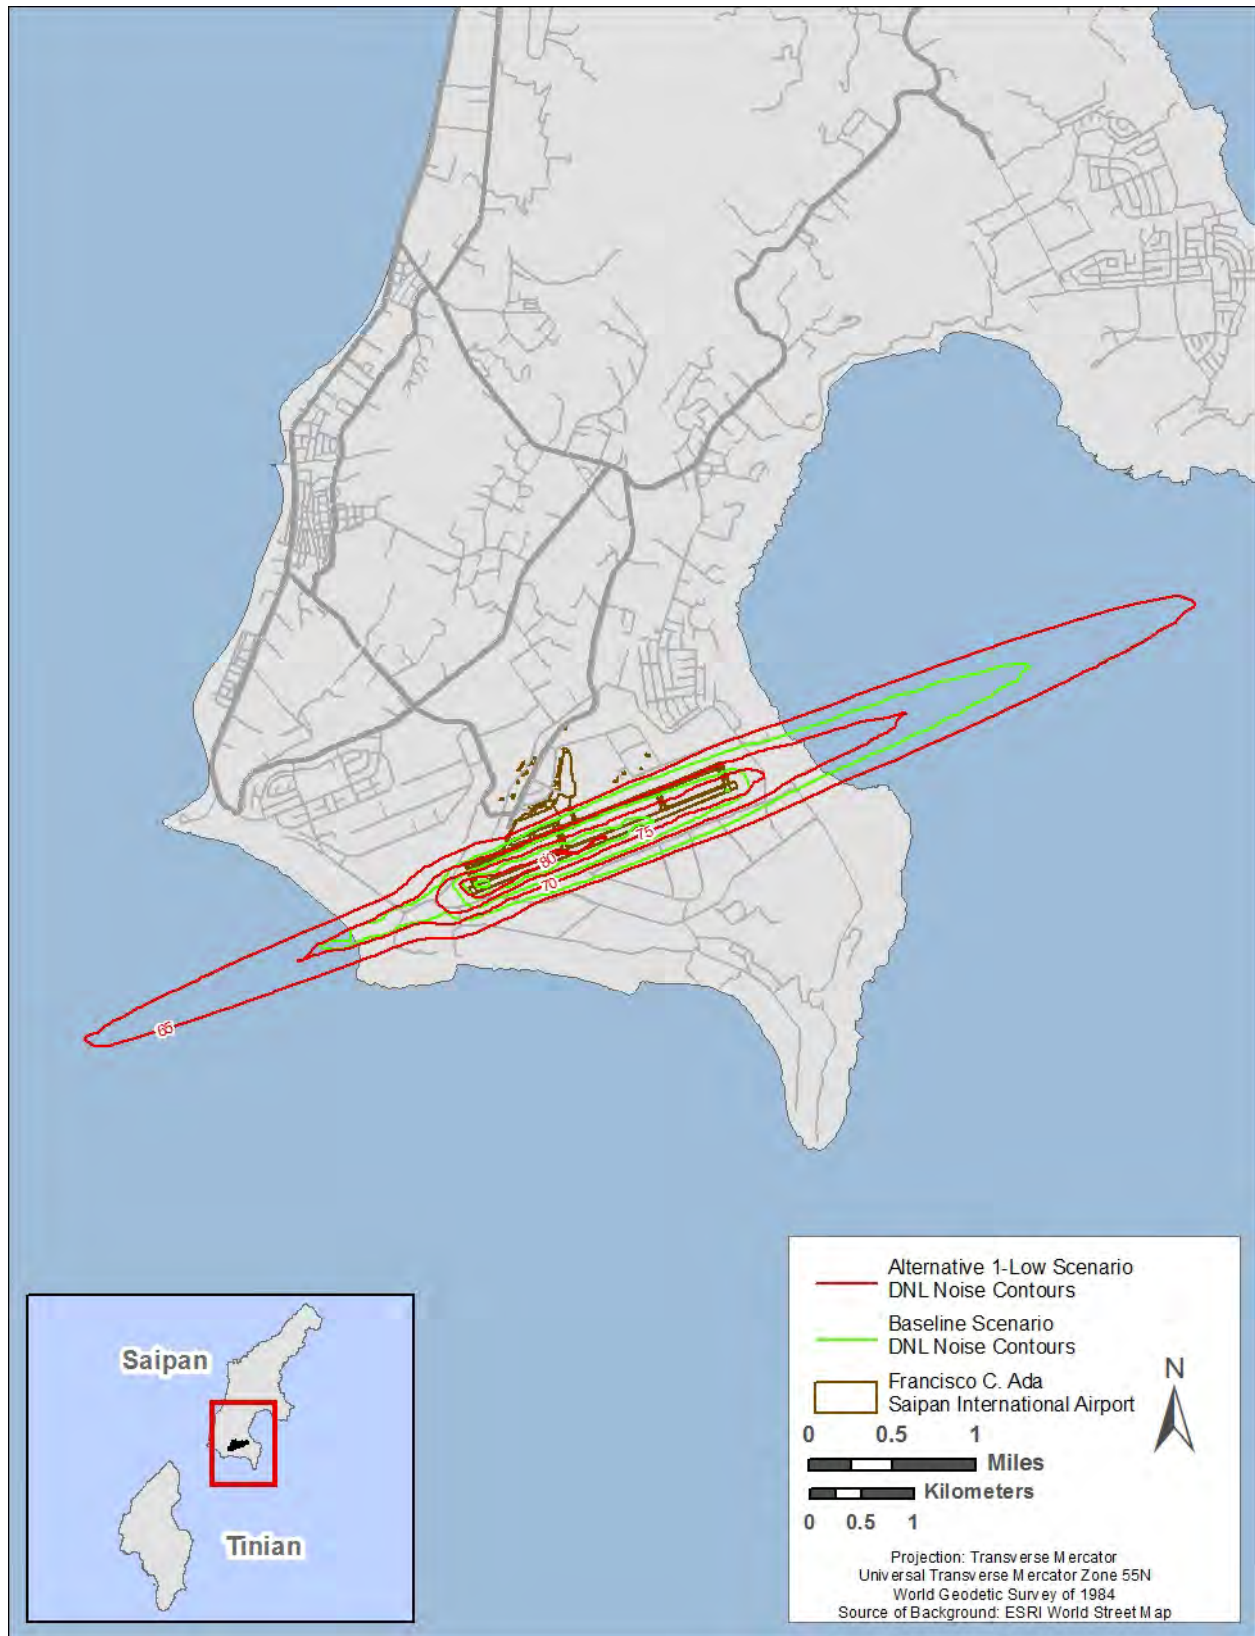 75
80
70
65
Alternative 1-Low Scenario
DNL Noise Contours
Baseline Scenario
DNL Noise Contours
N
Francisco C. Ada
Saipan International Airport
0 0.5 1
Miles
Kilometers
0 0.5 1
Projection: Transverse Mercator
Universal Transverse Mercator Zone 55N
World Geodetic Survey of 1984
Source of Background: ESRI World Street Map
Saipan
Tinian